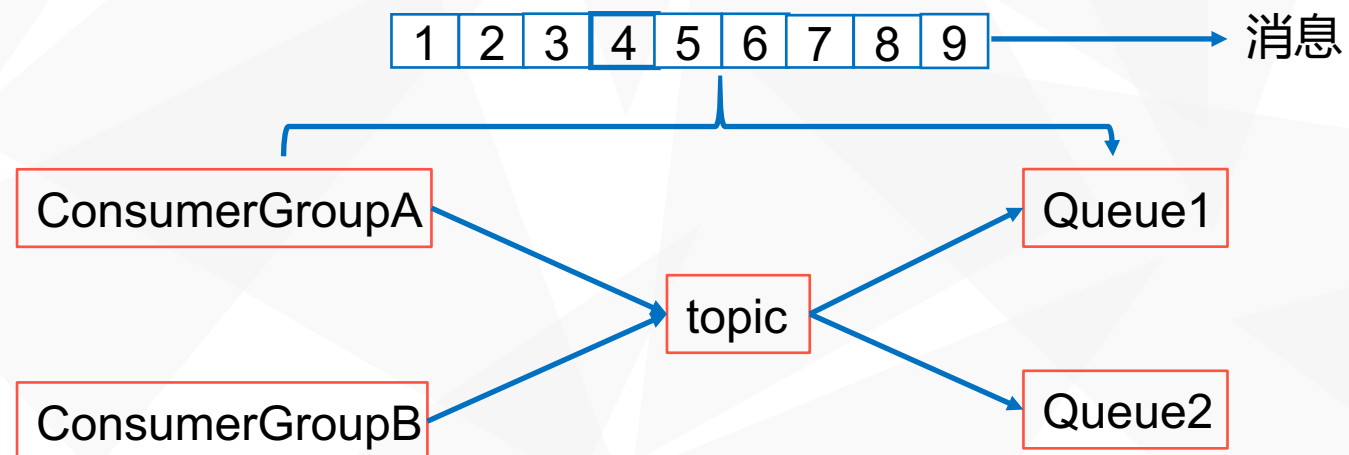 1 2 3 4 5 6 7 8 9 消息
ConsumerGroupA
Queue1
topic
ConsumerGroupB
Queue2